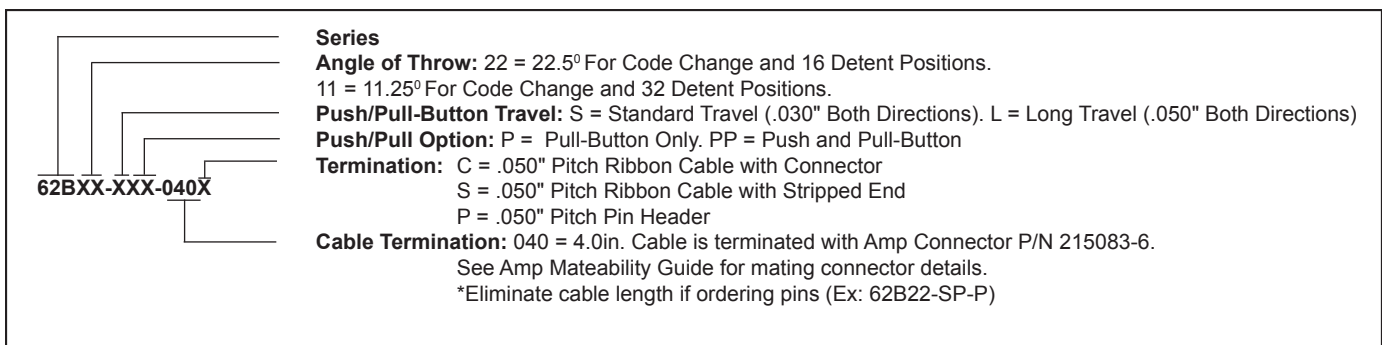 Series
Angle of Throw: 22 = 22.5⁰ For Code Change and 16 Detent Positions.
11 = 11.25⁰ For Code Change and 32 Detent Positions.
Push/Pull-Button Travel: S = Standard Travel (.030" Both Directions). L = Long Travel (.050" Both Directions)
Push/Pull Option: P = Pull-Button Only. PP = Push and Pull-Button
Termination: C = .050" Pitch Ribbon Cable with Connector
62BXX-XXX-040X
S = .050" Pitch Ribbon Cable with Stripped End
P = .050" Pitch Pin Header
Cable Termination: 040 = 4.0in. Cable is terminated with Amp Connector P/N 215083-6.
See Amp Mateability Guide for mating connector details.
*Eliminate cable length if ordering pins (Ex: 62B22-SP-P)